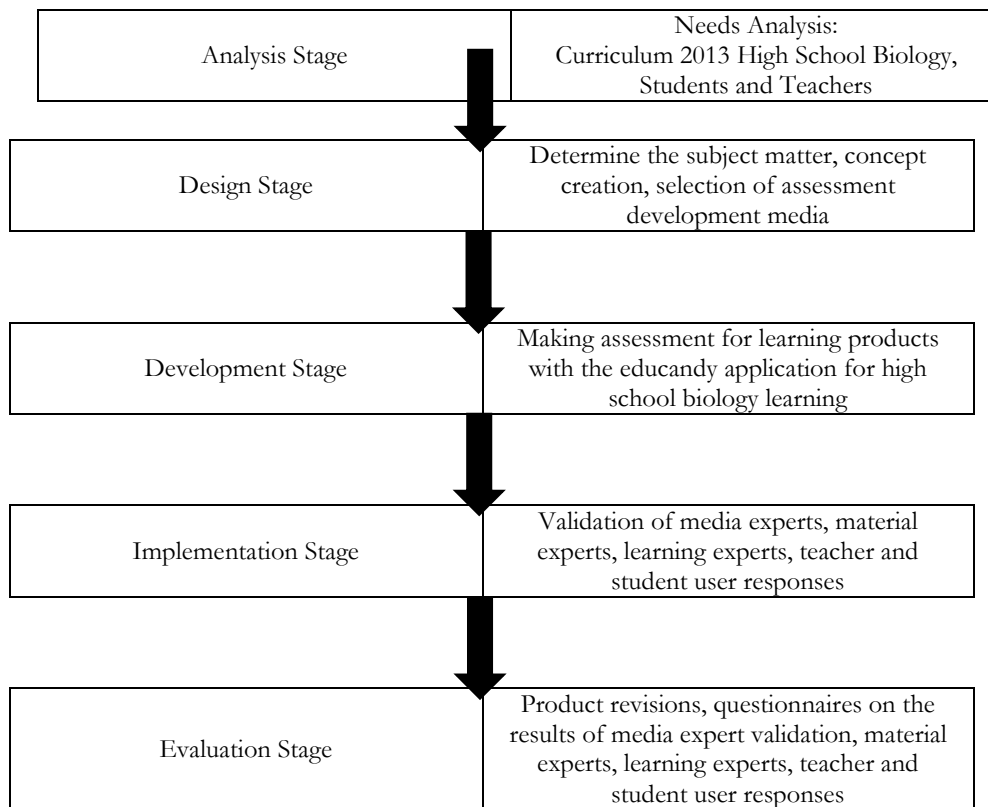 Analysis Stage
Needs Analysis:
Curriculum 2013 High School Biology,
Students and Teachers
Design Stage
Determine the subject matter, concept
creation, selection of assessment
development media
Development Stage
Making assessment for learning products
with the educandy application for high
school biology learning
Implementation Stage
Validation of media experts, material
experts, learning experts, teacher and
student user responses
Evaluation Stage
Product revisions, questionnaires on the
results of media expert validation, material
experts, learning experts, teacher and
student user responses